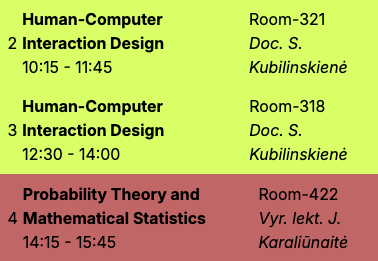 Human-Computer Room-321
2 Interaction Design Doc. S.
10:15 - 11:45 Kubilinskienė
Human-Computer Room-318
3 Interaction Design Doc. S.
12:30 - 14:00 Kubilinskienė
Probability Theory and Room-422
4 Mathematical Statistics Vyr. lekt. J.
14:15 - 15:45 Karaliūnaitė